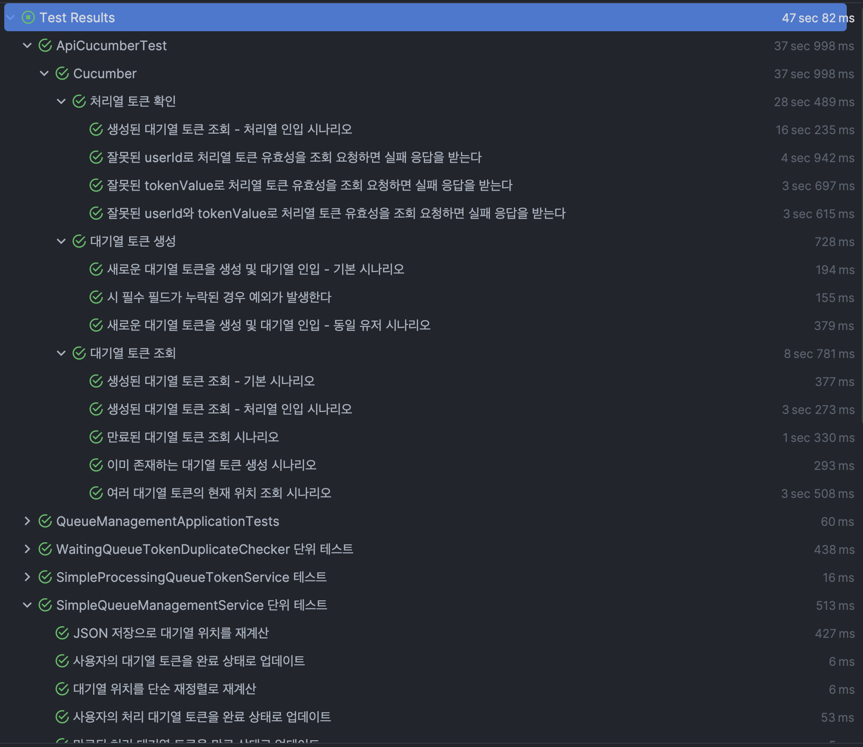 Test Results 47 sec 82 ms
ApiCucumberTest 37 sec 998 ms
Cucumber 37 sec 998 ms
처리열 토큰 확인 28 sec 489 ms
생성된 대기열 토큰 조회 - 처리열 인입 시나리오 16 sec 235 ms
잘못된 userId로 처리열 토큰 유효성을 조회 요청하면 실패 응답을 받는다 4 sec 942 ms
잘못된 tokenValue로 처리열 토큰 유효성을 조회 요청하면 실패 응답을 받는다 3 sec 697 ms
잘못된 userId와 tokenValue로 처리열 토큰 유효성을 조회 요청하면 실패 응답을 받는다 3 sec 615 ms
대기열 토큰 생성 728 ms
새로운 대기열 토큰을 생성 및 대기열 인입 - 기본 시나리오 194 ms
시 필수 필드가 누락된 경우 예외가 발생한다 155 ms
새로운 대기열 토큰을 생성 및 대기열 인입 - 동일 유저 시나리오 379 ms
대기열 토큰 조회 8 sec 781 ms
생성된 대기열 토큰 조회 - 기본 시나리오 377 ms
생성된 대기열 토큰 조회 - 처리열 인입 시나리오 3 sec 273 ms
만료된 대기열 토큰 조회 시나리오 1 sec 330 ms
이미 존재하는 대기열 토큰 생성 시나리오 293 ms
여러 대기열 토큰의 현재 위치 조회 시나리오 3 sec 508 ms
QueueManagementApplicationTests 60 ms
WaitingQueueTokenDuplicateChecker 단위 테스트 438 ms
SimpleProcessingQueueTokenService 테스트 16 ms
SimpleQueueManagementService 단위 테스트 513 ms
JSON 저장으로 대기열 위치를 재계산 427 ms
사용자의 대기열 토큰을 완료 상태로 업데이트 6 ms
대기열 위치를 단순 재정렬로 재계산 6 ms
사용자의 처리 대기열 토큰을 완료 상태로 업데이트 53 ms